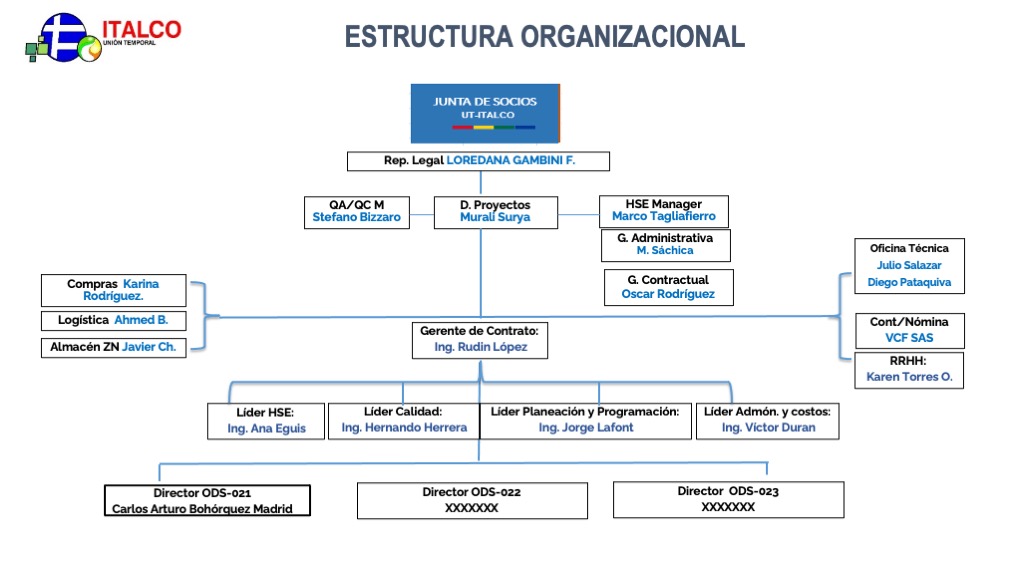 ITALCO
UNIÓN TEMPORAL
ESTRUCTURA ORGANIZACIONAL
JUNTA DE SOCIOS
UT-ITALCO
Rep. Legal LOREDANA GAMBINI F.
QA/QC M
Stefano Bizzaro
D. Proyectos
Murali Surya
HSE Manager
Marco Tagliafierro
G. Administrativa
M. Sáchica
G. Contractual
Oscar Rodríguez
Oficina Técnica
Julio Salazar
Diego Pataquiva
Compras Karina
Rodríguez.
Logística Ahmed B.
Almacén ZN Javier Ch.
Cont/Nómina
VCF SAS
RRHH:
Karen Torres O.
Gerente de Contrato:
Ing. Rudin López
Líder HSE:
Ing. Ana Eguis
Líder Calidad:
Ing. Hernando Herrera
Líder Planeación y Programación:
Ing. Jorge Lafont
Líder Admón. y costos:
Ing. Víctor Duran
Director ODS-021
Carlos Arturo Bohórquez Madrid
Director ODS-022
XXXXXXX
Director ODS-023
XXXXXXX